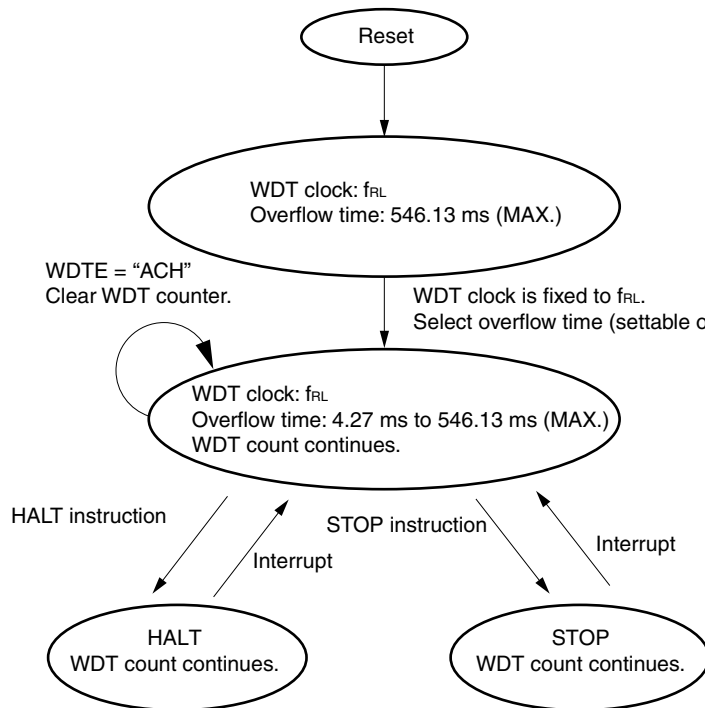 Reset
WDT clock: fRL
Overflow time: 546.13 ms (MAX.)
WDTE = “ACH”
Clear WDT counter.
WDT clock is fixed to fRL.
Select overflow time (settable
WDT clock: fRL
Overflow time: 4.27 ms to 546.13 ms (MAX.)
WDT count continues.
HALT instruction
Interrupt
STOP instruction
Interrupt
HALT
WDT count continues.
STOP
WDT count continues.